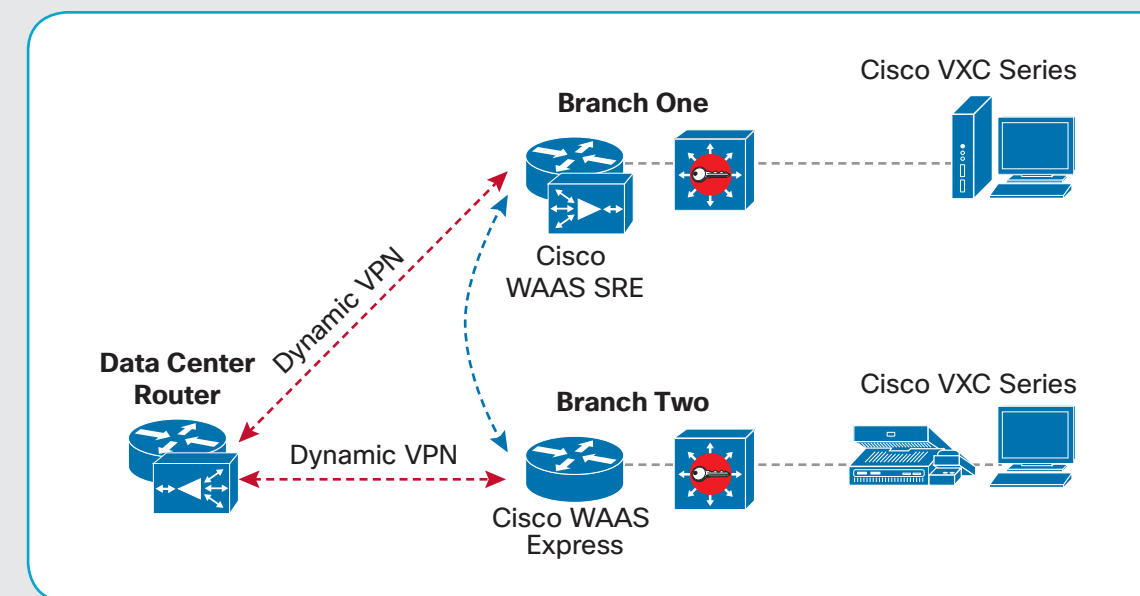 Cisco VXC Series
Branch One
Cisco
WAAS SRE
Dynamic VPN
Data Center
Router
Dynamic VPN
Branch Two
Cisco WAAS
Express
Cisco VXC Series